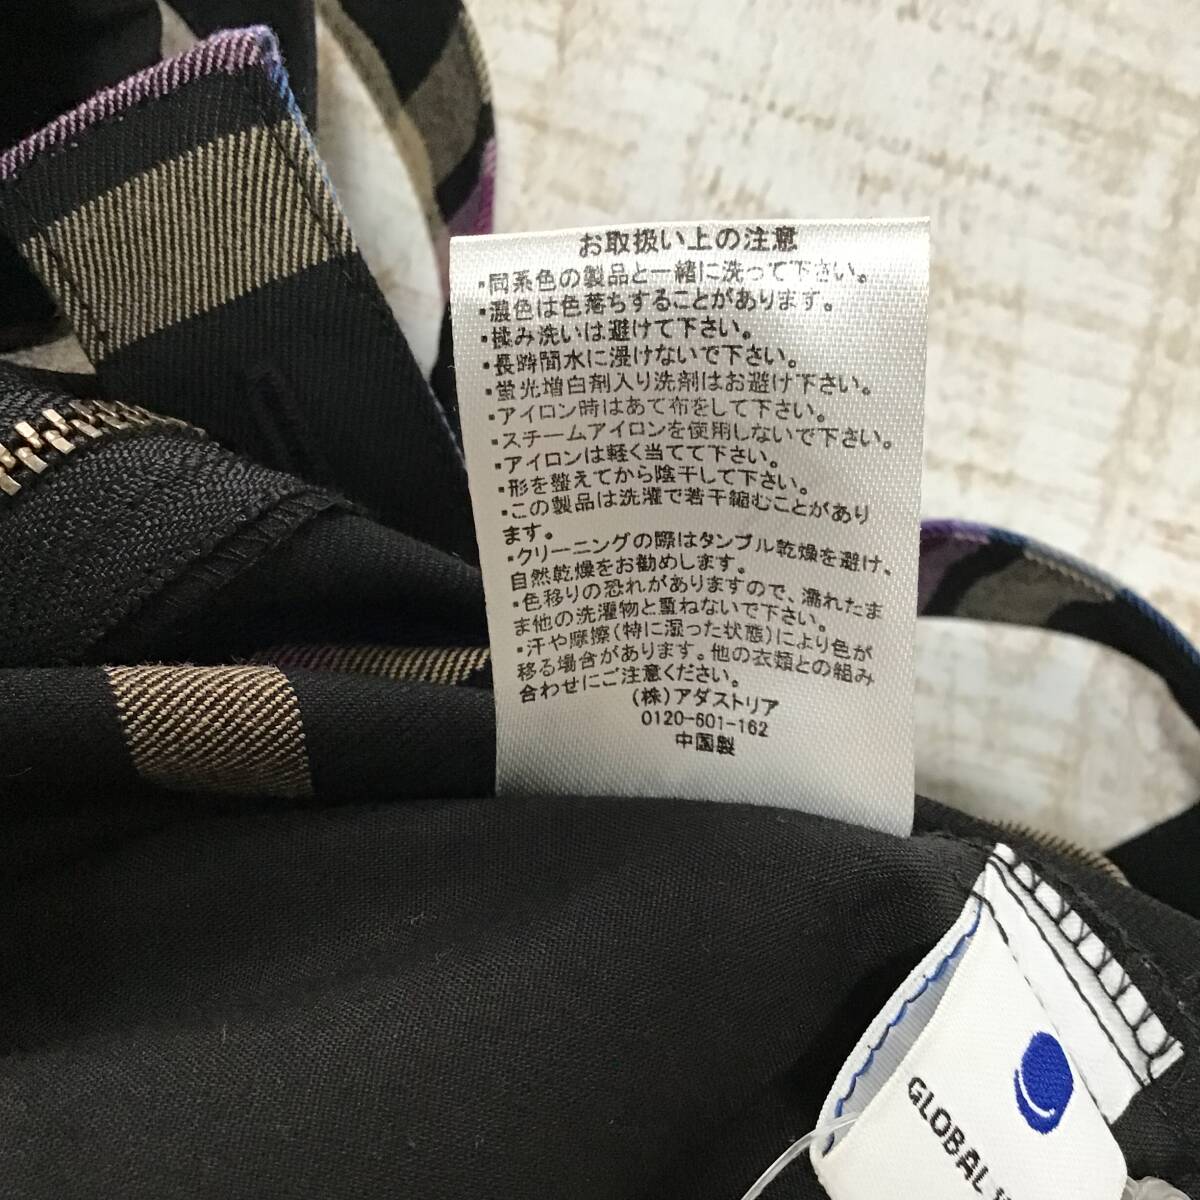 お取扱い上の注意
・同系色の製品と一緒に洗って下さい。
・濃色は色落ちすることがあります。
・揉み洗いは避けて下さい。
・長時間水に浸けないで下さい。
・蛍光増白剤入り洗剤はお避け下さい。
・アイロン時はあて布をして下さい。
・スチームアイロンを使用しないで下さい。
・アイロンは軽く当てて下さい。
・形を整えてから陰干して下さい。
・この製品は洗濯で若干縮むことがあり
ます。
・クリーニングの際はタンブル乾燥を避け、
自然乾燥をお勧めします。
・色移りの恐れがありますので、濡れたま
ま他の洗濯物と重ねないで下さい。
・汗や摩擦(特に湿った状態)により色が
移る場合があります。他の衣類との組み
合わせにご注意ください。
(株)アダストリア
0120-601-162
中国製
GLOBAL